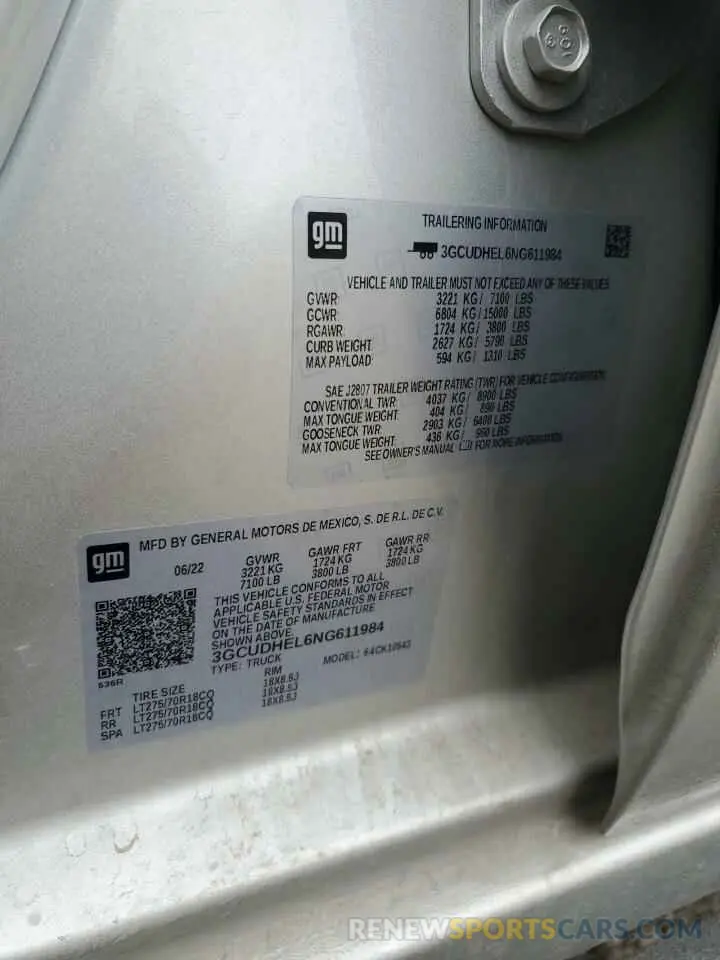 gm
TRAILERING INFORMATION
3GCUDHEL6NG611984
VEHICLE AND TRAILER MUST NOT EXCEED ANY OF THESE VALUES
GVWR: 3221 KG/ 7100 LBS
GCWR: 6804 KG/15000 LBS
RGAWR: 1724 KG/ 3800 LBS
CURB WEIGHT: 2627 KG/ 5790 LBS
MAX PAYLOAD: 594 KG/ 1310 LBS
SAE J2807 TRAILER WEIGHT RATING (TWR) FOR VEHICLE CONFIGURATION
CONVENTIONAL TWR: 4037 KG/ 8900 LBS
MAX TONGUE WEIGHT: 404 KG/ 890 LBS
GOOSENECK TWR: 2903 KG/ 6400 LBS
MAX TONGUE WEIGHT: 436 KG/ 960 LBS
SEE OWNER'S MANUAL FOR MORE INFORMATION
gm
MFD BY GENERAL MOTORS DE MEXICO, S. DE R.L. DE C.V.
06/22 GVWR GAWR FRT GAWR RR
3221 KG 1724 KG 1724 KG
7100 LB 3800 LB 3800 LB
THIS VEHICLE CONFORMS TO ALL
APPLICABLE U.S. FEDERAL MOTOR
VEHICLE SAFETY STANDARDS IN EFFECT
ON THE DATE OF MANUFACTURE
SHOWN ABOVE.
3GCUDHEL6NG611984
TYPE: TRUCK MODEL: 64CK10543
536R
TIRE SIZE RIM
FRT LT275/70R18CQ 18X8.5J
RR LT275/70R18CQ 18X8.5J
SPA LT275/70R18CQ 18X8.5J
RENEWSPORTSCARS.COM